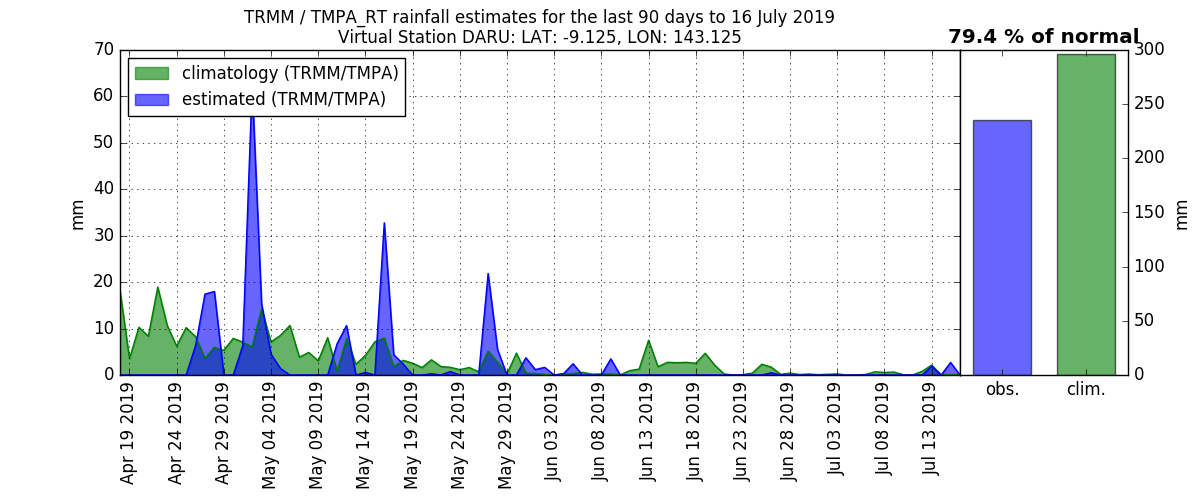 TRMM / TMPA_RT rainfall estimates for the last 90 days to 16 July 2019
Virtual Station DARU: LAT: -9.125, LON: 143.125
79.4 % of normal
climatology (TRMM/TMPA)
estimated (TRMM/TMPA)
mm
70
60
50
40
30
20
10
0
Apr 19 2019
Apr 24 2019
Apr 29 2019
May 04 2019
May 09 2019
May 14 2019
May 19 2019
May 24 2019
May 29 2019
Jun 03 2019
Jun 08 2019
Jun 13 2019
Jun 18 2019
Jun 23 2019
Jun 28 2019
Jul 03 2019
Jul 08 2019
Jul 13 2019
obs.
clim.
300
250
200
150
100
50
0
mm